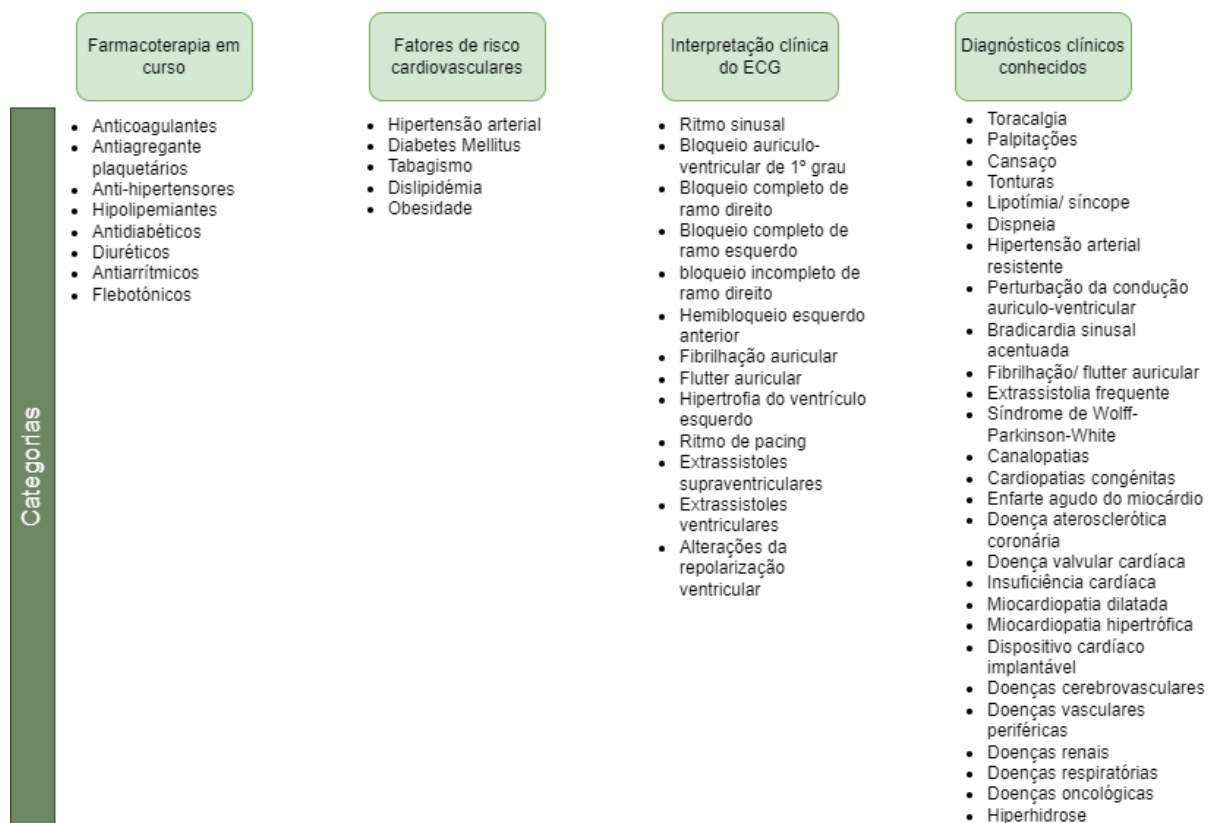 Farmacoterapia em
curso
Fatores de risco
cardiovasculares
Interpretação clínica
do ECG
Diagnósticos clínicos
conhecidos
Categorias
• Anticoagulantes
• Antiagregante
plaquetários
• Anti-hipertensores
• Hipolipemiantes
• Antidiabéticos
• Diuréticos
• Antiarrítmicos
• Flebotónicos
• Hipertensão arterial
• Diabetes Mellitus
• Tabagismo
• Dislipidémia
• Obesidade
• Ritmo sinusal
• Bloqueio auriculo-
ventricular de 1º grau
• Bloqueio completo de
ramo direito
• Bloqueio completo de
ramo esquerdo
• bloqueio incompleto de
ramo direito
• Hemibloqueio esquerdo
anterior
• Fibrilhação auricular
• Flutter auricular
• Hipertrofia do ventrículo
esquerdo
• Ritmo de pacing
• Extrassistoles
supraventriculares
• Extrassistoles
ventriculares
• Alterações da
repolarização
ventricular
• Toracalgia
• Palpitações
• Cansaço
• Tonturas
• Lipotímia/ síncope
• Dispneia
• Hipertensão arterial
resistente
• Perturbação da condução
auriculo-ventricular
• Bradicardia sinusal
acentuada
• Fibrilhação/ flutter auricular
• Extrassistolia frequente
• Síndrome de Wolff-
Parkinson-White
• Canalopatias
• Cardiopatias congénitas
• Enfarte agudo do miocárdio
• Doença aterosclerótica
coronária
• Doença valvular cardíaca
• Insuficiência cardíaca
• Miocardiopatia dilatada
• Miocardiopatia hipertrófica
• Dispositivo cardíaco
implantável
• Doenças cerebrovasculares
• Doenças vasculares
periféricas
• Doenças renais
• Doenças respiratórias
• Doenças oncológicas
• Hiperhidrose